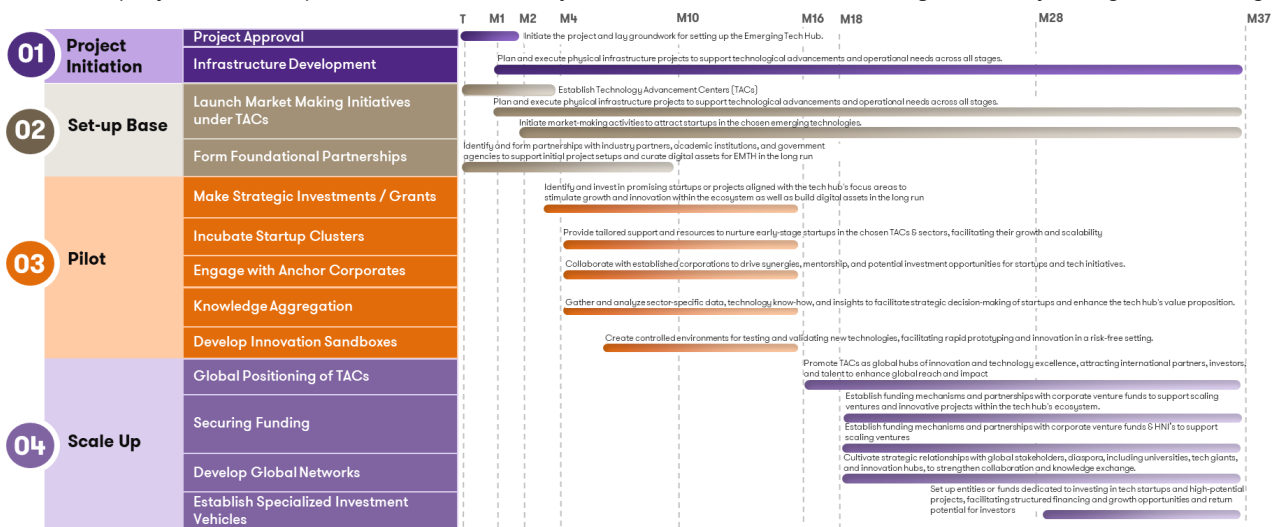 T M1 M2 M4 M10 M16 M18 M28 M37
01
Project
Initiation
Project Approval
Initiate the project and lay groundwork for setting up the Emerging Tech Hub.
Infrastructure Development
Plan and execute physical infrastructure projects to support technological advancements and operational needs across all stages.
02
Set-up Base
Launch Market Making Initiatives
under TACs
Establish Technology Advancement Centers (TACs)
Plan and execute physical infrastructure projects to support technological advancements and operational needs across all stages.
Initiate market-making activities to attract startups in the chosen emerging technologies.
Form Foundational Partnerships
Identify and form partnerships with industry partners, academic institutions, and government
agencies to support initial project setups and curate digital assets for EMTH in the long run
03
Pilot
Make Strategic Investments / Grants
Identify and invest in promising startups or projects aligned with the tech hub's focus areas to
stimulate growth and innovation within the ecosystem as well as build digital assets in the long run
Incubate Startup Clusters
Provide tailored support and resources to nurture early-stage startups in the chosen TACs & sectors, facilitating their growth and scalability
Engage with Anchor Corporates
Collaborate with established corporations to drive synergies, mentorship, and potential investment opportunities for startups and tech initiatives.
Knowledge Aggregation
Gather and analyze sector-specific data, technology know-how, and insights to facilitate strategic decision-making of startups and enhance the tech hub's value proposition.
Develop Innovation Sandboxes
Create controlled environments for testing and validating new technologies, facilitating rapid prototyping and innovation in a risk-free setting.
04
Scale Up
Global Positioning of TACs
Promote TACs as global hubs of innovation and technology excellence, attracting international partners, investors,
and talent to enhance global reach and impact
Securing Funding
Establish funding mechanisms and partnerships with corporate venture funds to support scaling
ventures and innovative projects within the tech hub's ecosystem.
Establish funding mechanisms and partnerships with corporate venture funds & HNI's to support
scaling ventures
Develop Global Networks
Cultivate strategic relationships with global stakeholders, diaspora, including universities, tech giants,
and innovation hubs, to strengthen collaboration and knowledge exchange.
Establish Specialized Investment
Vehicles
Set up entities or funds dedicated to investing in tech startups and high-potential
projects, facilitating structured financing and growth opportunities and return
potential for investors